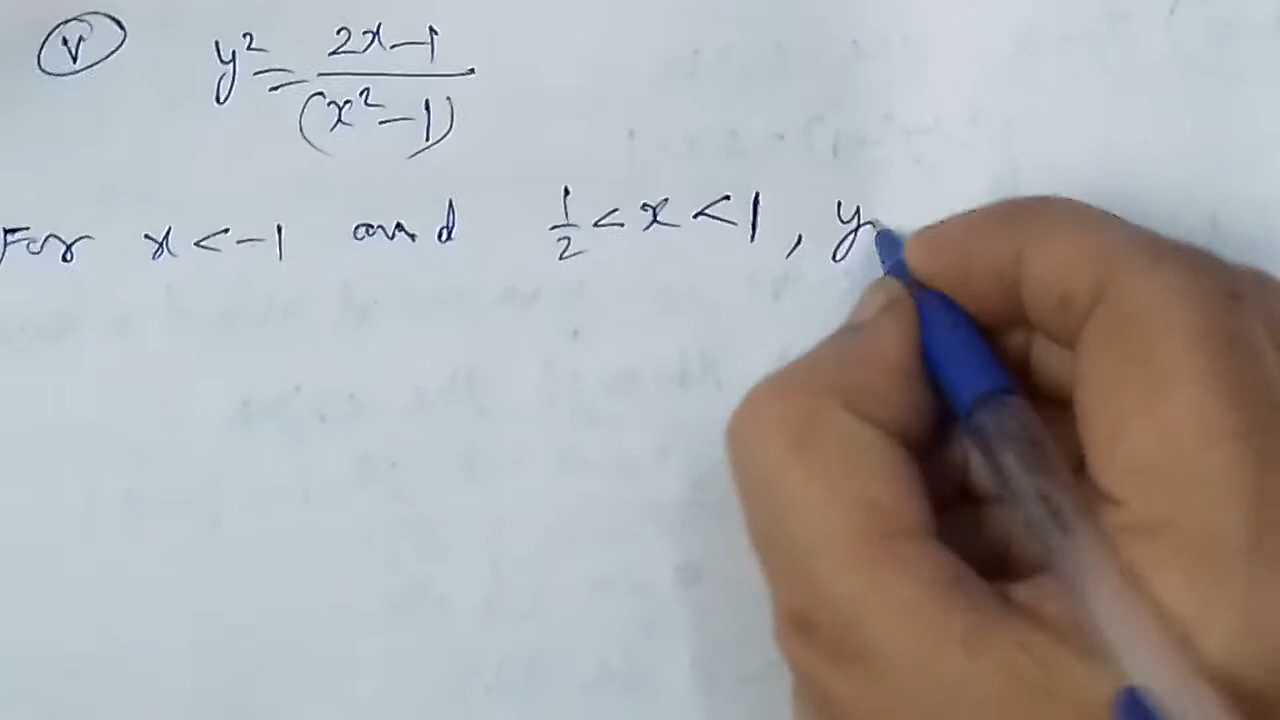 (V) y² = 2x-1 / (x²-1)
For x < -1 and 1/2 < x < 1, y